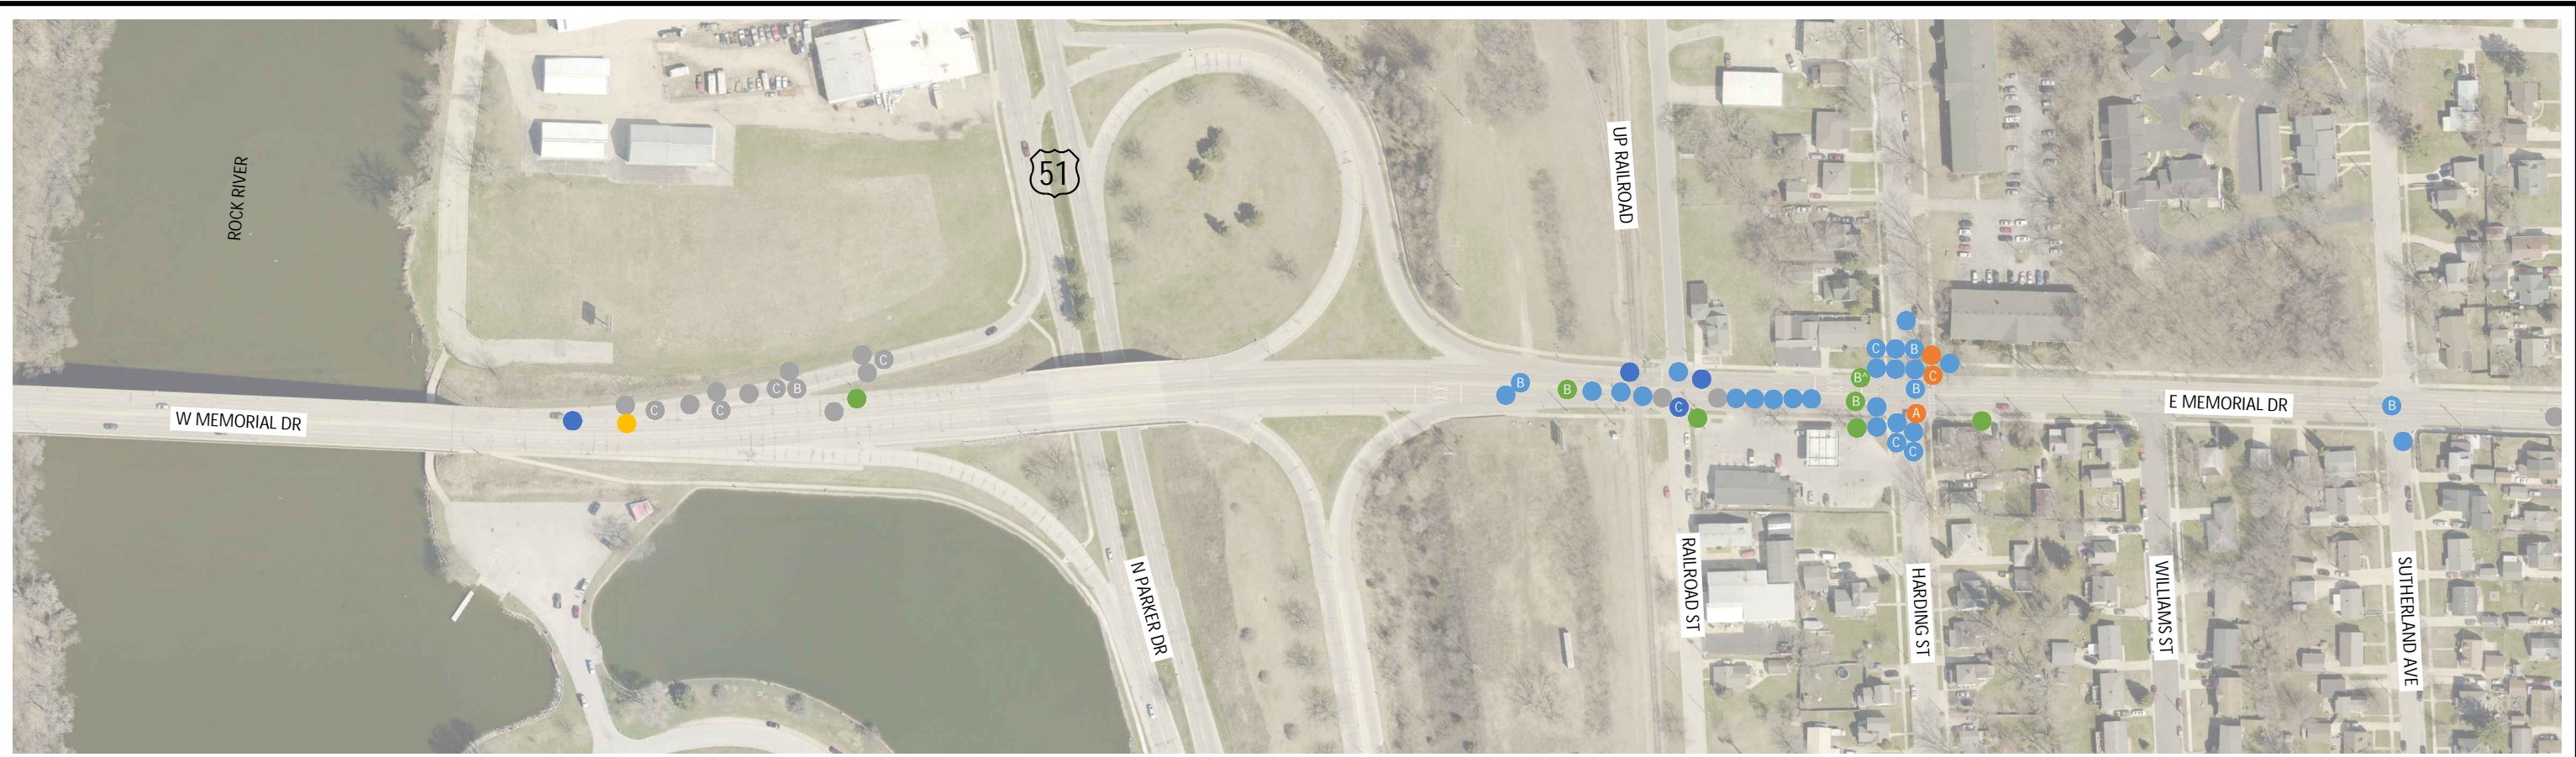 ROCK RIVER
51
UP RAILROAD
C
C
B
C
C
B
C
C
B
B
C
B^
B
C
B
C
B
B
A
C
C
B
W MEMORIAL DR
E MEMORIAL DR
N PARKER DR
RAILROAD ST
HARDING ST
WILLIAMS ST
SUTHERLAND AVE